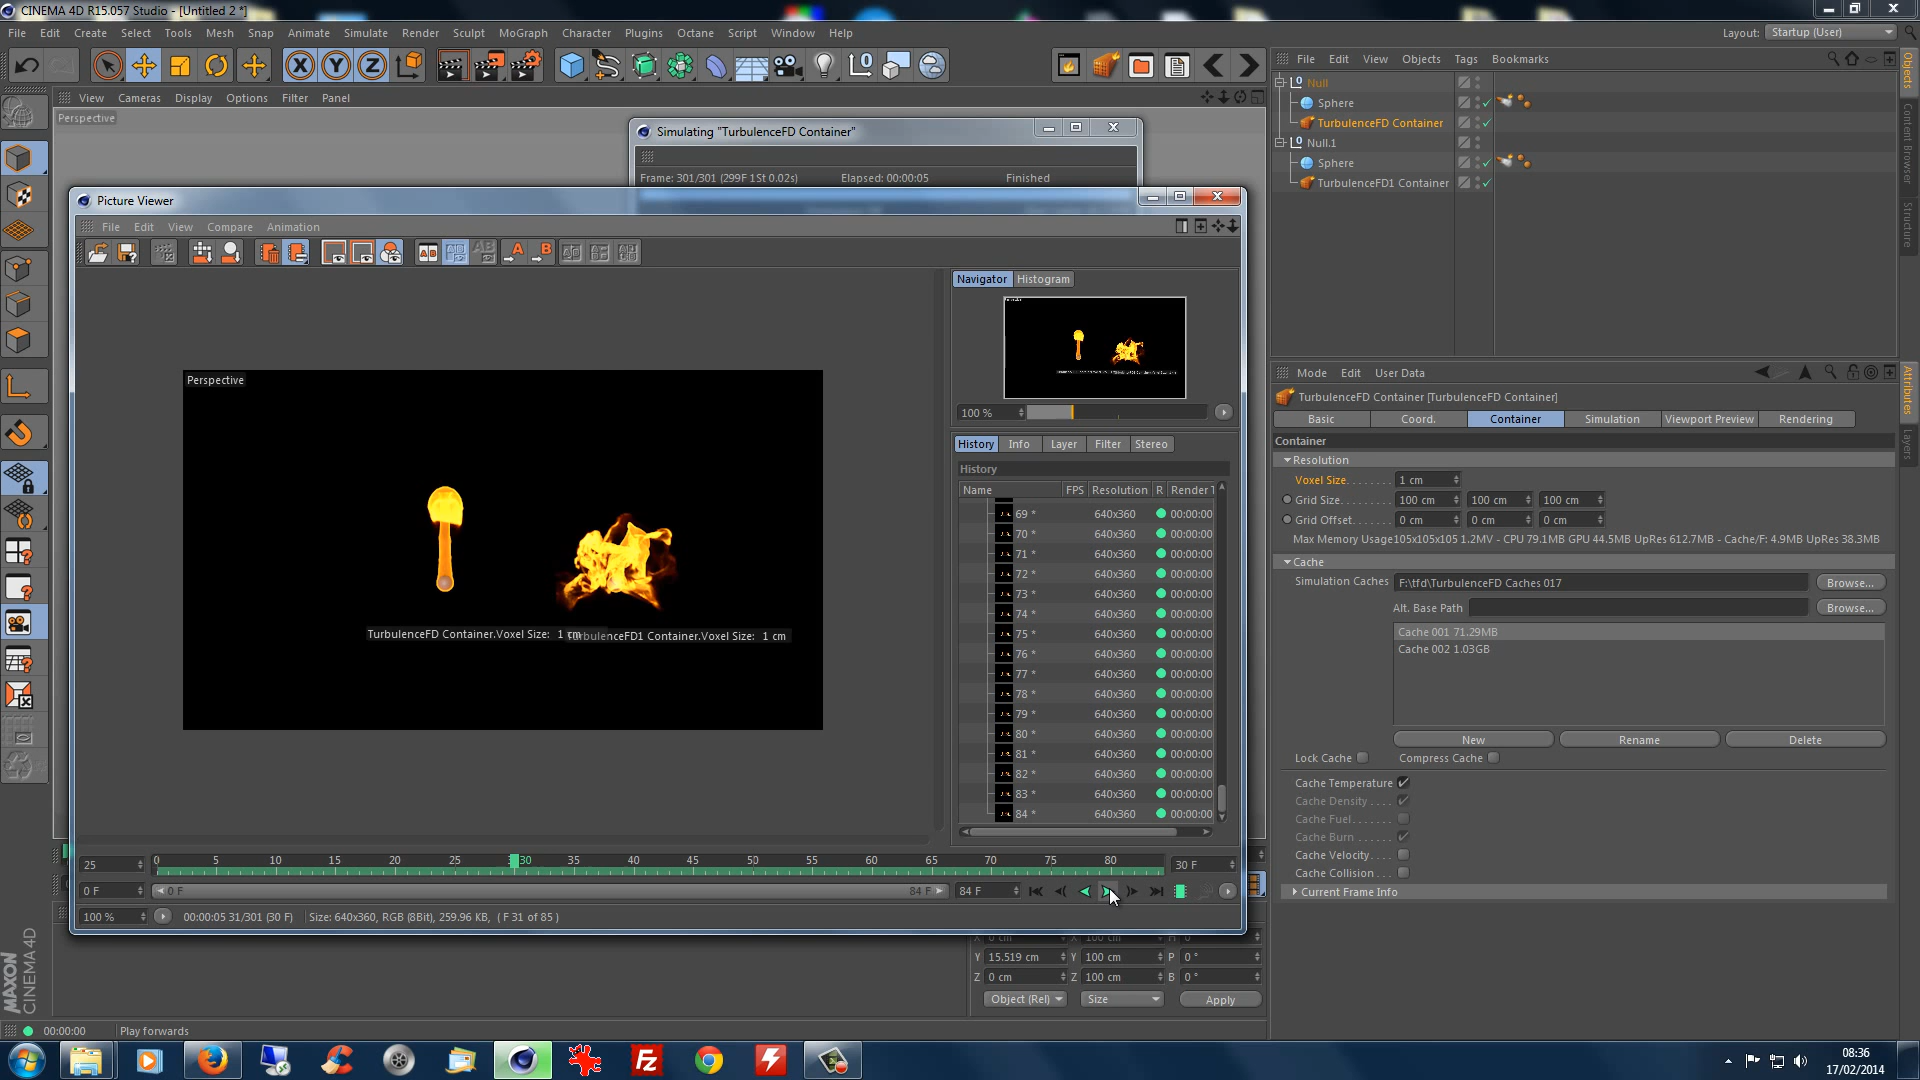 CINEMA 4D R15.057 Studio - [Untitled 2 *]
File Edit Create Select Tools Mesh Snap Animate Simulate Render Sculpt MoGraph Character Plugins Octane Script Window Help
Layout: Startup (User)
View Cameras Display Options Filter Panel
Perspective
Simulating "TurbulenceFD Container"
Frame: 301/301 (299F 1St 0.02s) Elapsed: 00:00:05 Finished
Picture Viewer
File Edit View Compare Animation
Perspective
TurbulenceFD Container.Voxel Size: 1 cm
TurbulenceFD1 Container.Voxel Size: 1 cm
Navigator Histogram
100 %
History Info Layer Filter Stereo
History
Name FPS Resolution R Render T
69 * 640x360 00:00:00
70 * 640x360 00:00:00
71 * 640x360 00:00:00
72 * 640x360 00:00:00
73 * 640x360 00:00:00
74 * 640x360 00:00:00
75 * 640x360 00:00:00
76 * 640x360 00:00:00
77 * 640x360 00:00:00
78 * 640x360 00:00:00
79 * 640x360 00:00:00
80 * 640x360 00:00:00
81 * 640x360 00:00:00
82 * 640x360 00:00:00
83 * 640x360 00:00:00
84 * 640x360 00:00:00
25 0 5 10 15 20 25 30 35 40 45 50 55 60 65 70 75 80 30 F
0 F 0 F 84 F 84 F
100 % 00:00:05 31/301 (30 F) Size: 640x360, RGB (8Bit), 259.96 KB, ( F 31 of 85 )
Y 15.519 cm Y 100 cm P 0 °
Z 0 cm Z 100 cm B 0 °
Object (Rel) Size Apply
MAXON
CINEMA 4D
00:00:00 Play forwards
File Edit View Objects Tags Bookmarks
Null
Sphere
TurbulenceFD Container
Null.1
Sphere
TurbulenceFD1 Container
Objects
Content Browser
Structure
Mode Edit User Data
TurbulenceFD Container [TurbulenceFD Container]
Basic Coord. Container Simulation Viewport Preview Rendering
Container
Resolution
Voxel Size 1 cm
Grid Size 100 cm 100 cm 100 cm
Grid Offset 0 cm 0 cm 0 cm
Max Memory Usage105x105x105 1.2MV - CPU 79.1MB GPU 44.5MB UpRes 612.7MB - Cache/F: 4.9MB UpRes 38.3MB
Cache
Simulation Caches F:\tfd\TurbulenceFD Caches 017 Browse...
Alt. Base Path Browse...
Cache 001 71.29MB
Cache 002 1.03GB
New Rename Delete
Lock Cache Compress Cache
Cache Temperature
Cache Density
Cache Fuel
Cache Burn
Cache Velocity
Cache Collision
Current Frame Info
Attributes
Layers
08:36
17/02/2014